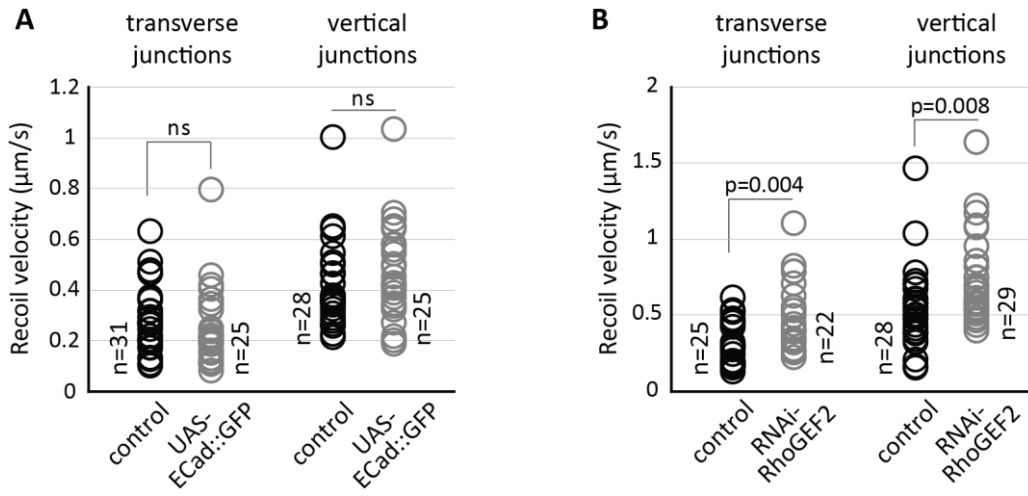 A
transverse
junctions
vertical
junctions
Recoil velocity (µm/s)
1.2
1
0.8
0.6
0.4
0.2
0
ns
ns
n=31
n=25
n=28
n=25
control
UAS-
ECad::GFP
control
UAS-
ECad::GFP
B
transverse
junctions
vertical
junctions
Recoil velocity (µm/s)
2
1.5
1
0.5
0
p=0.004
p=0.008
n=25
n=22
n=28
n=29
control
RNAi-
RhoGEF2
control
RNAi-
RhoGEF2